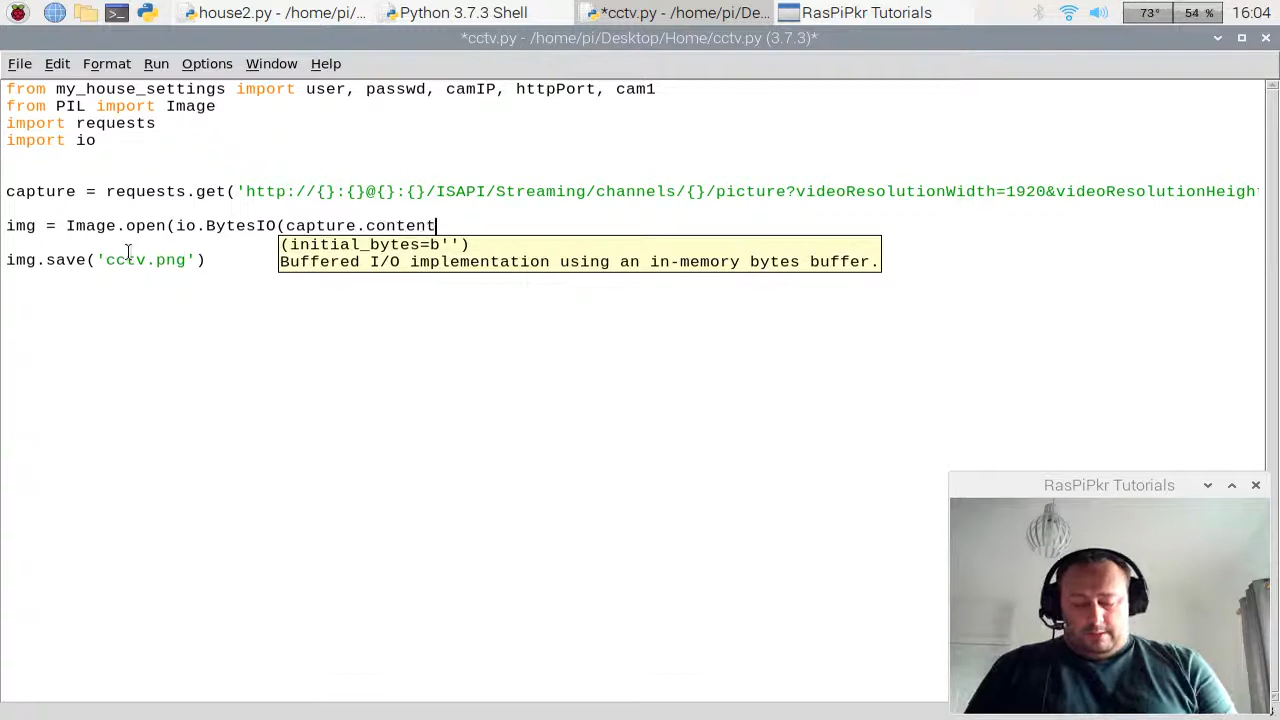 house2.py - /home/pi/... Python 3.7.3 Shell *cctv.py - /home/pi/De... RasPiPkr Tutorials 73° 54 % 16:04
*cctv.py - /home/pi/Desktop/Home/cctv.py (3.7.3)*
File Edit Format Run Options Window Help
from my_house_settings import user, passwd, camIP, httpPort, cam1
from PIL import Image
import requests
import io
capture = requests.get('http://{}:{}@{}:{}/ISAPI/Streaming/channels/{}/picture?videoResolutionWidth=1920&videoResolutionHeigh
img = Image.open(io.BytesIO(capture.content
(initial_bytes=b'')
Buffered I/O implementation using an in-memory bytes buffer.
img.save('cctv.png')
RasPiPkr Tutorials